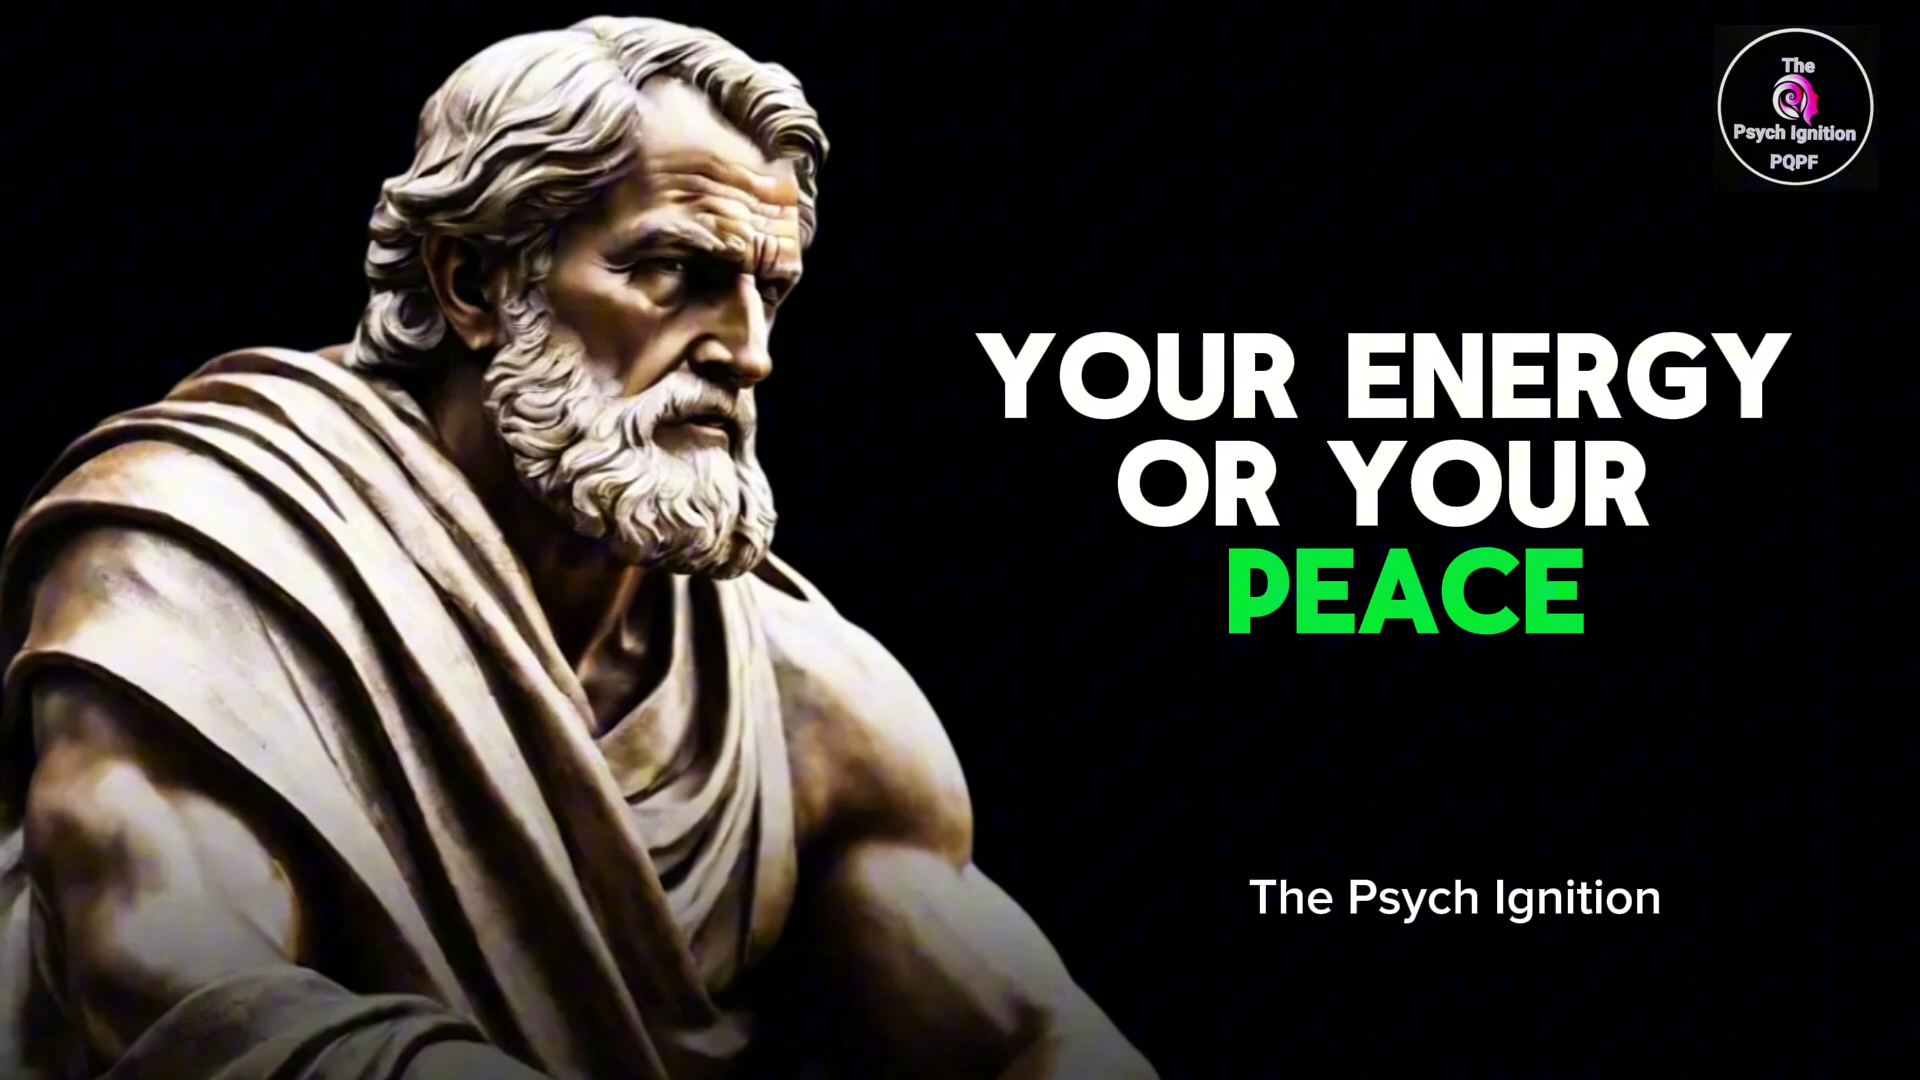 The
Psych Ignition
PQPF
YOUR ENERGY
OR YOUR
PEACE
The Psych Ignition